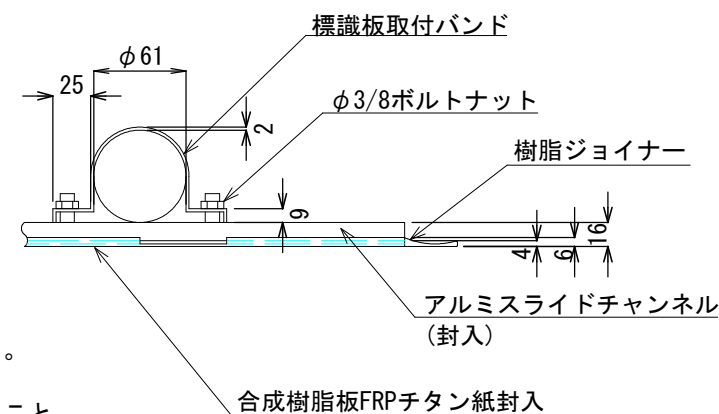 標識板取付バンド
φ61
25
φ3/8ボルトナット
2
樹脂ジョイナー
9
4
6
16
アルミスライドチャンネル
(封入)
。
こと
合成樹脂板FRPチタン紙封入